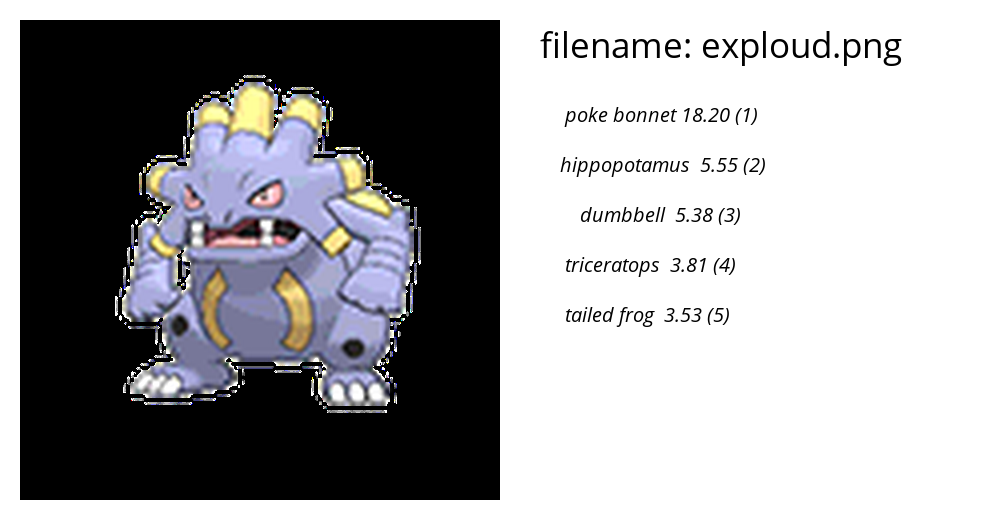 filename: exploud.png
poke bonnet 18.20 (1)
hippopotamus 5.55 (2)
dumbbell 5.38 (3)
triceratops 3.81 (4)
tailed frog 3.53 (5)